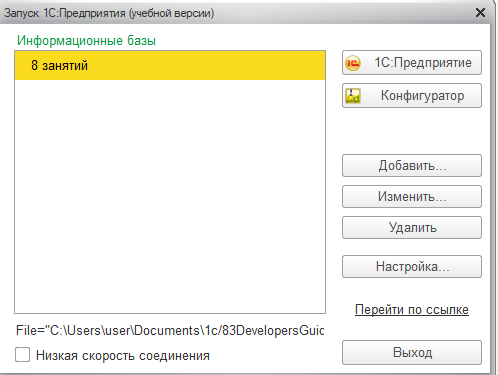 Запуск 1С:Предприятия (учебной версии)
Информационные базы
8 занятий
1С:Предприятие
Конфигуратор
Добавить...
Изменить...
Удалить
Настройка...
Перейти по ссылке
File="C:\Users\user\Documents\1c/83DevelopersGuic
Низкая скорость соединения
Выход